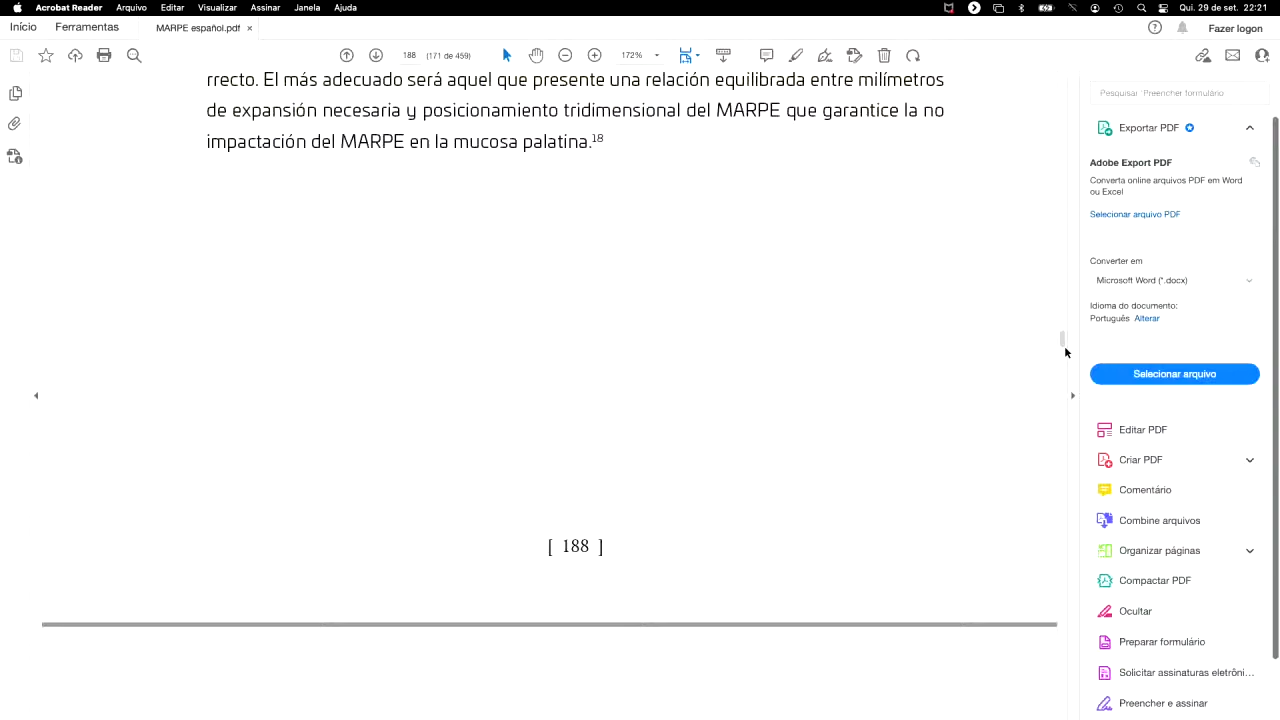 Acrobat Reader Arquivo Editar Visualizar Assinar Janela Ajuda Qui. 29 de set. 22:21
Início Ferramentas MARPE español.pdf × Fazer logon
188 (171 de 459) 172%
rrecto. El más adecuado será aquel que presente una relación equilibrada entre milímetros
de expansión necesaria y posicionamiento tridimensional del MARPE que garantice la no
impactación del MARPE en la mucosa palatina.18
[ 188 ]
Pesquisar 'Preencher formulário
Exportar PDF
Adobe Export PDF
Converta online arquivos PDF em Word
ou Excel
Selecionar arquivo PDF
Converter em
Microsoft Word (*.docx)
Idioma do documento:
Português Alterar
Selecionar arquivo
Editar PDF
Criar PDF
Comentário
Combine arquivos
Organizar páginas
Compactar PDF
Ocultar
Preparar formulário
Solicitar assinaturas eletrôni...
Preencher e assinar